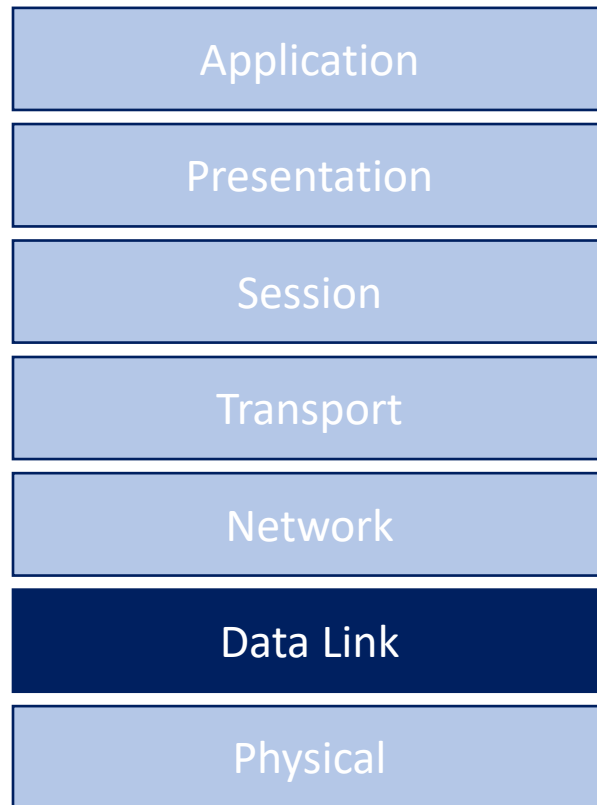 Application
Presentation
Session
Transport
Network
Data Link
Physical